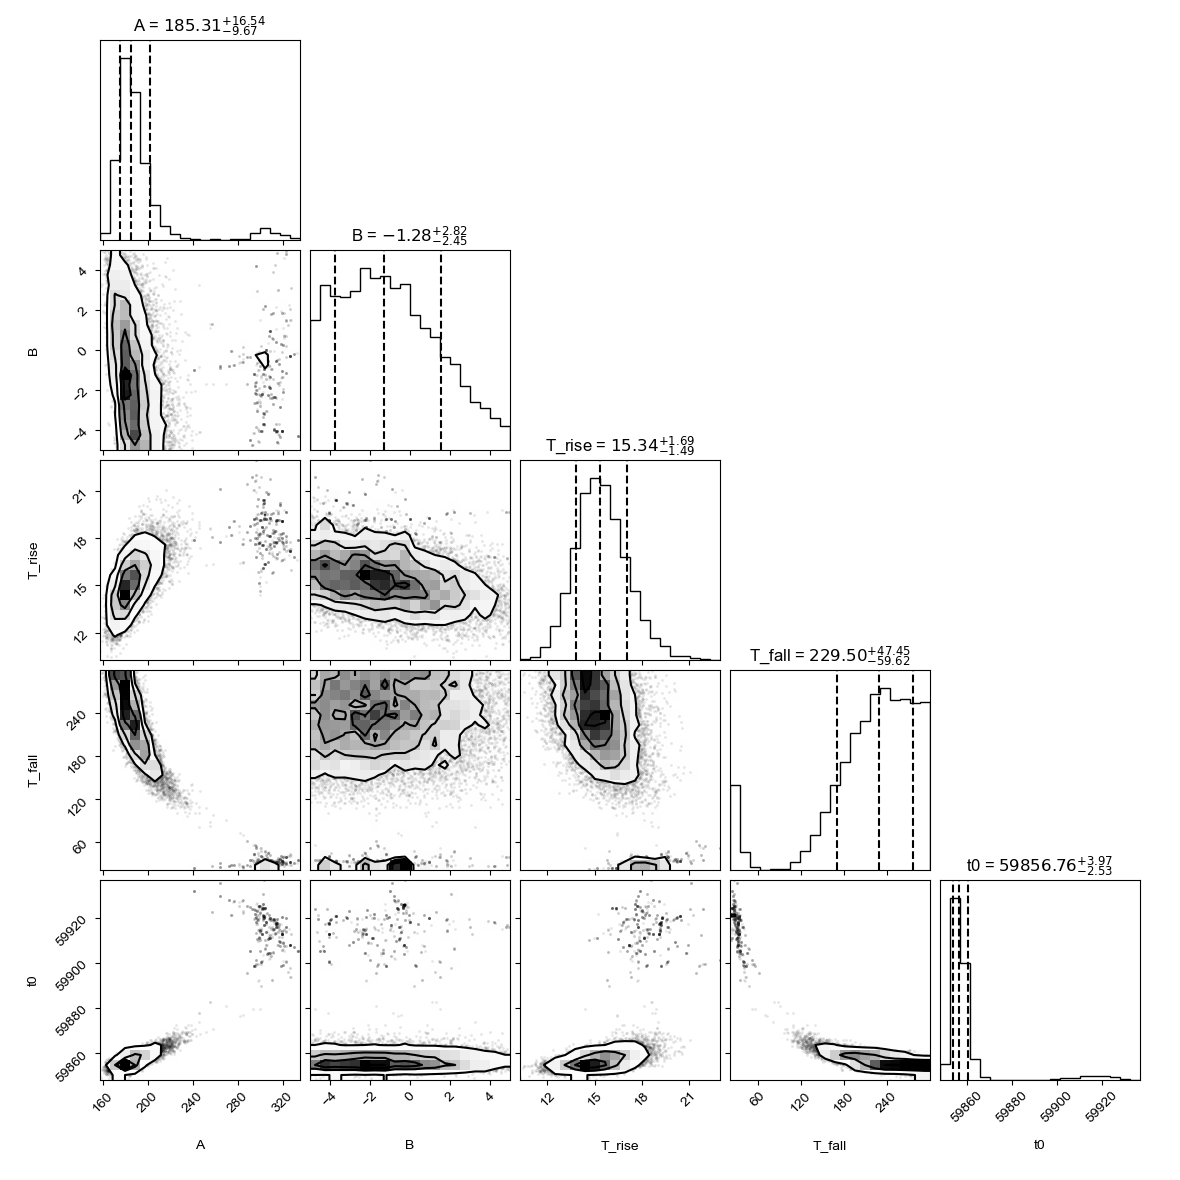 A = 185.31+16.54−9.67
B = −1.28+2.82−2.45
4
2
0
−2
−4
B
T_rise = 15.34+1.69−1.49
21
18
15
12
T_rise
T_fall = 229.50+47.45−59.62
240
180
120
60
T_fall
t0 = 59856.76+3.97−2.53
59920
59900
59880
59860
t0
160 200 240 280 320 −4 −2 0 2 4 12 15 18 21 60 120 180 240 59860 59880 59900 59920
A B T_rise T_fall t0